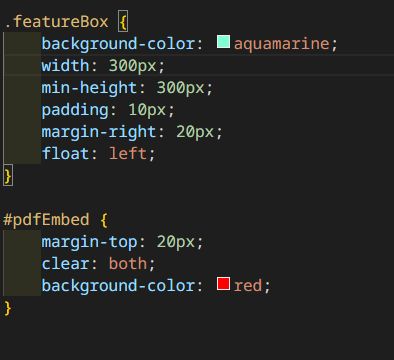 .featureBox {
    background-color: aquamarine;
    width: 300px;
    min-height: 300px;
    padding: 10px;
    margin-right: 20px;
    float: left;
}

#pdfEmbed {
    margin-top: 20px;
    clear: both;
    background-color: red;
}